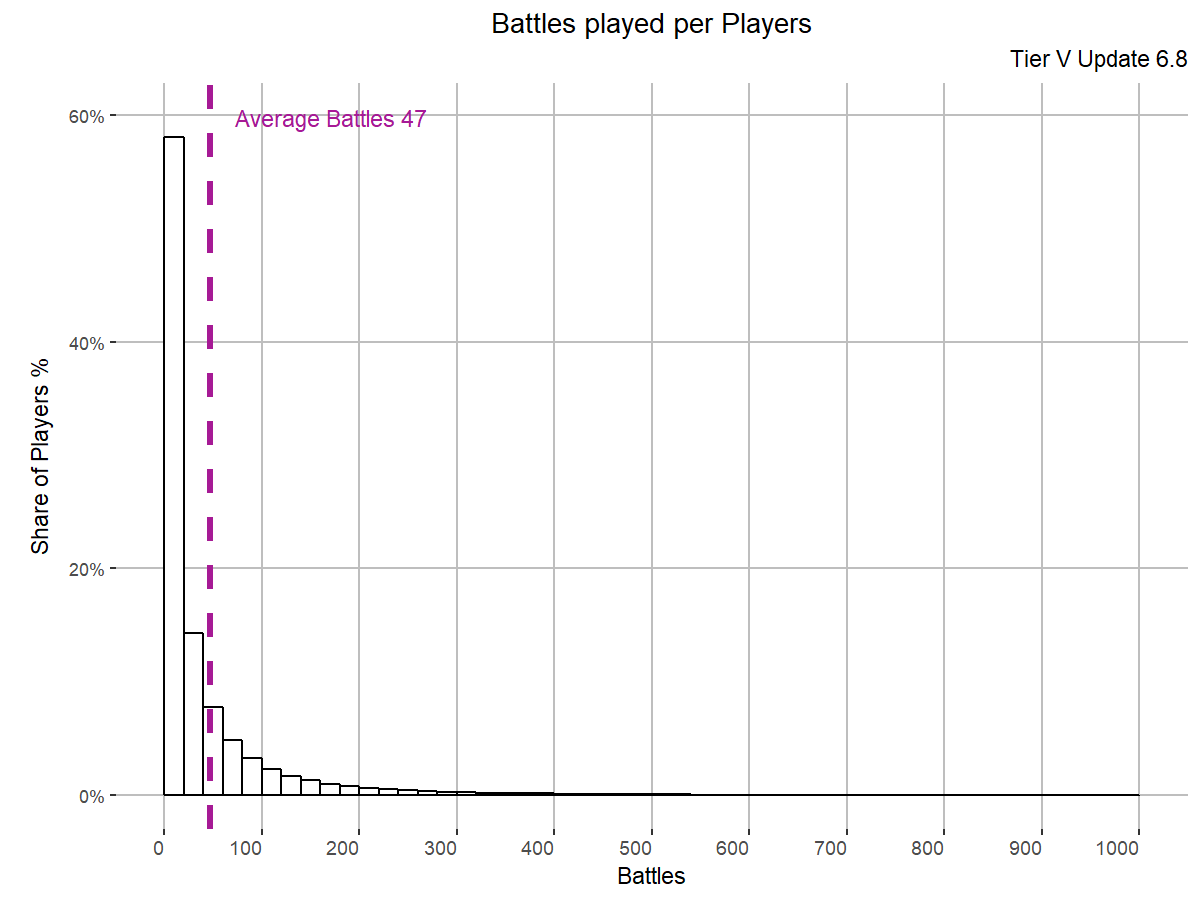 Battles played per Players
Tier V Update 6.8
Average Battles 47
60%
40%
20%
0%
Share of Players %
0 100 200 300 400 500 600 700 800 900 1000
Battles